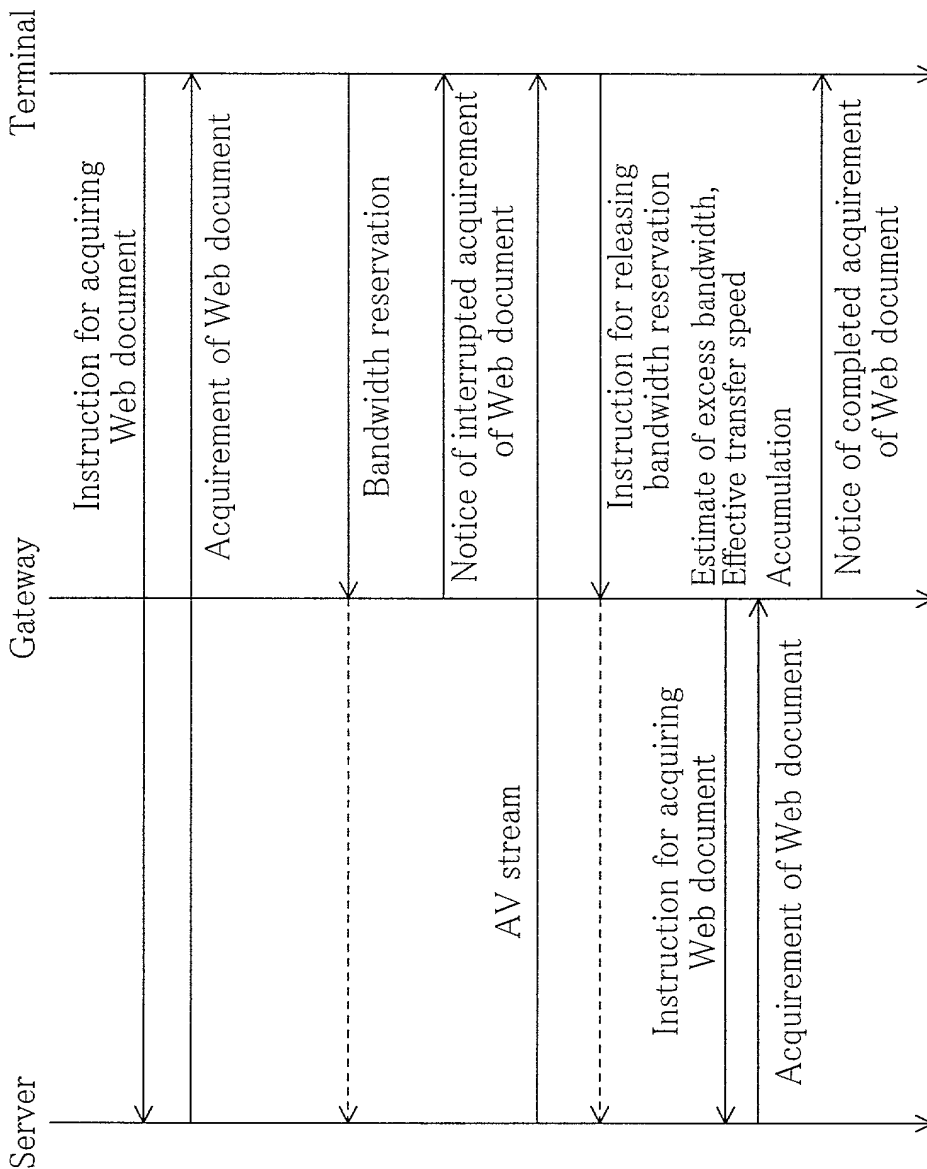 Server
Gateway
Terminal
Instruction for acquiring
Web document
Acquirement of Web document
Bandwidth reservation
Notice of interrupted acquirement
of Web document
AV stream
Instruction for releasing
bandwidth reservation
Estimate of excess bandwidth,
Effective transfer speed
Instruction for acquiring
Web document
Accumulation
Acquirement of Web document
Notice of completed acquirement
of Web document